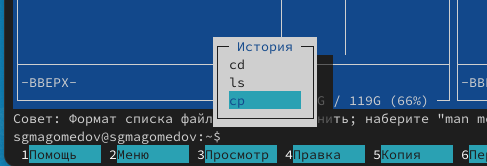 История
cd
ls
cp
-ВВЕРХ-
-ВВЕРХ
/ 119G (66%)
Совет: Формат списка файл нить; наберите "man m
sgmagomedov@sgmagomedov:~$
1Помощь 2Меню 3Просмотр 4Правка 5Копия